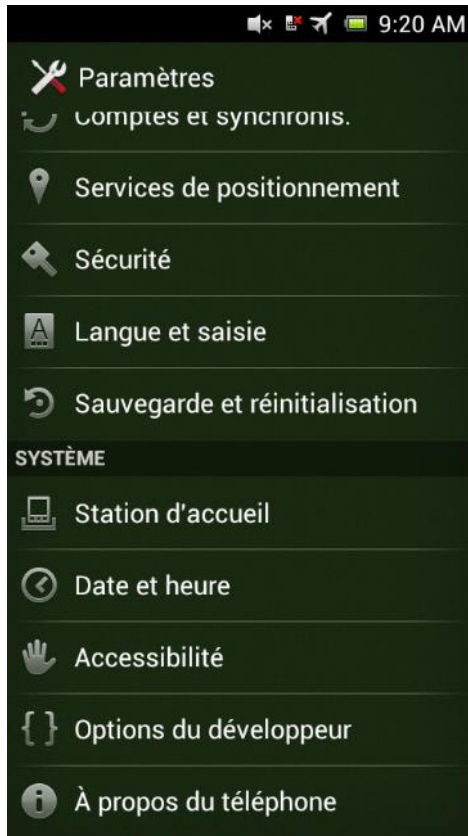 9:20 AM
Paramètres
Comptes et synchronis.
Services de positionnement
Sécurité
Langue et saisie
Sauvegarde et réinitialisation
SYSTÈME
Station d'accueil
Date et heure
Accessibilité
Options du développeur
À propos du téléphone